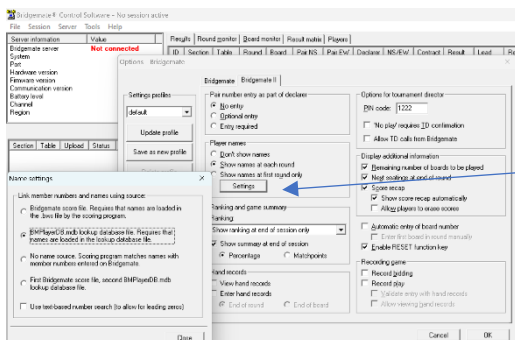 Bridgemate® Control Software - No session active
File Session Server Tools Help
Server information Value
Bridgemate server Not connected
System
Port
Hardware version
Firmware version
Communication version
Battery level
Channel
Region
Results Round monitor Board monitor Result matrix Players
ID Section Table Round Board Pair NS Pair EW Declarer NS/EW Contract Result Lead
Section Table Upload Status
Options Bridgemate
Bridgemate Bridgemate II
Settings profiles
default
Update profile
Save as new profile
Pair number entry as part of declarer
No entry
Optional entry
Entry required
Player names
Don't show names
Show names at each round
Show names at first round only
Settings
Ranking and game summary
Ranking:
Show ranking at end of session only
Show summary at end of session
Percentage Matchpoints
Hand records
View hand records
Enter hand records
End of round End of board
Options for tournament director
PIN code: 1222
'No play' requires TD confirmation
Allow TD calls from Bridgemate
Display additional information
Remaining number of boards to be played
Next seatings at end of round
Score recap
Show score recap automatically
Allow players to erase scores
Automatic entry of board number
Enter first board in round manually
Enable RESET function key
Recording game
Record bidding
Record play
Validate entry with hand records
Allow viewing hand records
Cancel OK
Name settings
Link member numbers and names using source:
Bridgemate score file. Requires that names are loaded in
the .bws file by the scoring program.
BMPlayerDB.mdb lookup database file. Requires that
names are loaded in the lookup database file.
No name source. Scoring program matches names with
member numbers entered on Bridgemate.
First Bridgemate score file, second BMPlayerDB.mdb
lookup database file.
Use text-based number search (to allow for leading zeros)
Close